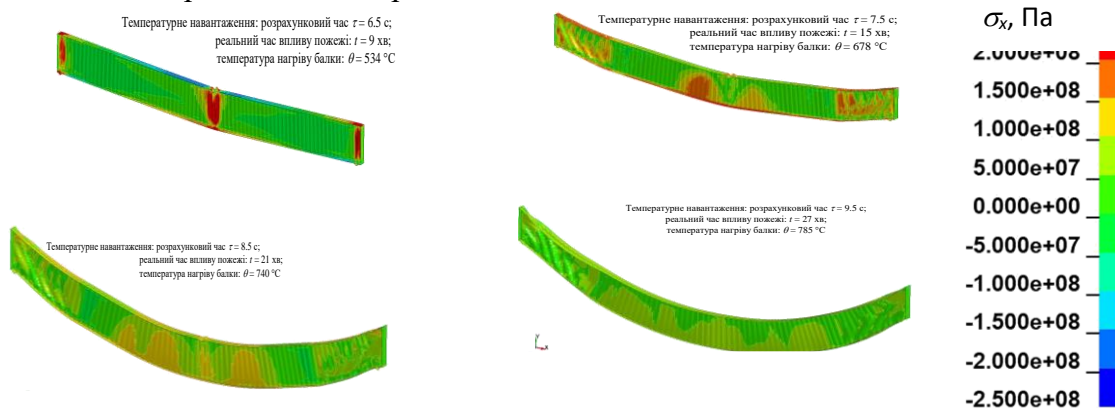 Температурне навантаження: розрахунковий час τ = 6.5 с;
реальний час впливу пожежі: t = 9 хв;
температура нагріву балки: θ = 534 °C
Температурне навантаження: розрахунковий час τ = 7.5 с;
реальний час впливу пожежі: t = 15 хв;
температура нагріву балки: θ = 678 °C
σx, Па
2.000e+08
1.500e+08
1.000e+08
5.000e+07
0.000e+00
-5.000e+07
-1.000e+08
-1.500e+08
-2.000e+08
-2.500e+08
Температурне навантаження: розрахунковий час τ = 8.5 с;
реальний час впливу пожежі: t = 21 хв;
температура нагріву балки: θ = 740 °C
Температурне навантаження: розрахунковий час τ = 9.5 с;
реальний час впливу пожежі: t = 27 хв;
температура нагріву балки: θ = 785 °C